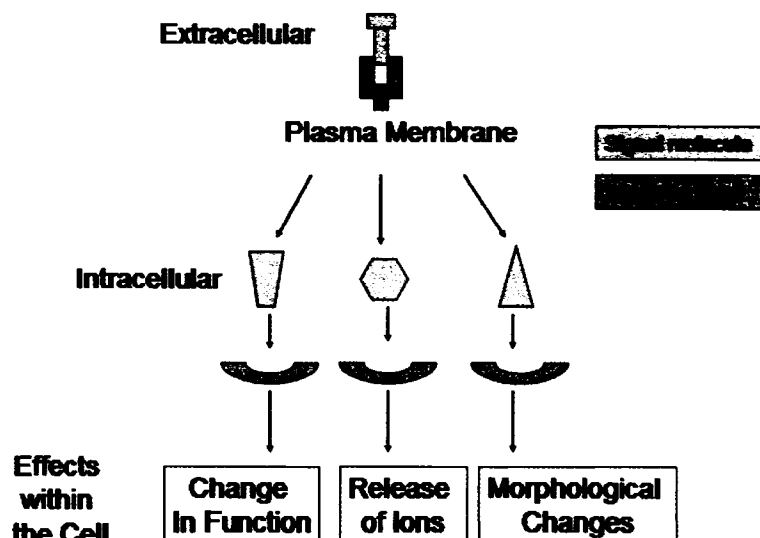 Extracellular
Plasma Membrane
Signal molecule
Intracellular
Effects
within
the Cell
Change
In Function
Release
of Ions
Morphological
Changes